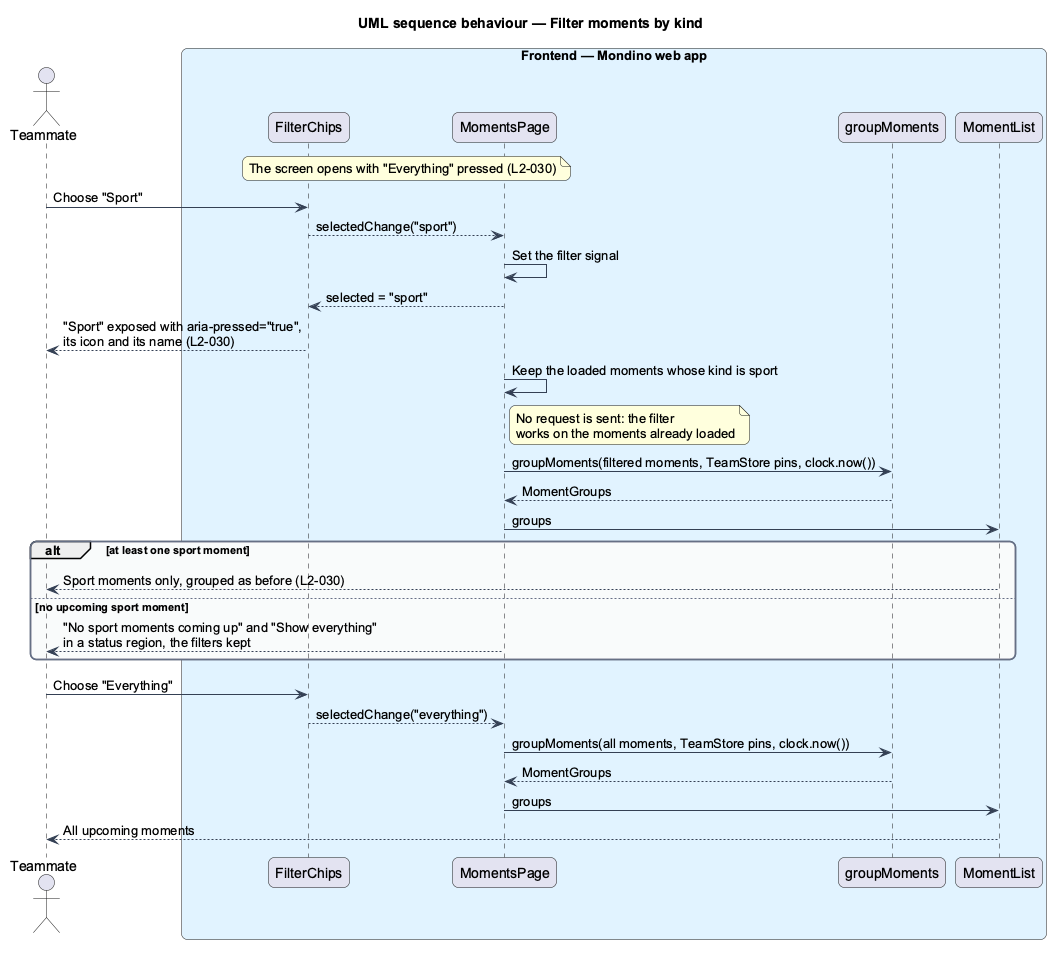 UML sequence behaviour — Filter moments by kind
Frontend — Mondino web app
Teammate
FilterChips
MomentsPage
groupMoments
MomentList
The screen opens with "Everything" pressed (L2-030)
Choose "Sport"
selectedChange("sport")
Set the filter signal
selected = "sport"
"Sport" exposed with aria-pressed="true",
its icon and its name (L2-030)
Keep the loaded moments whose kind is sport
No request is sent: the filter
works on the moments already loaded
groupMoments(filtered moments, TeamStore pins, clock.now())
MomentGroups
groups
alt
[at least one sport moment]
Sport moments only, grouped as before (L2-030)
[no upcoming sport moment]
"No sport moments coming up" and "Show everything"
in a status region, the filters kept
Choose "Everything"
selectedChange("everything")
groupMoments(all moments, TeamStore pins, clock.now())
MomentGroups
groups
All upcoming moments
Teammate
FilterChips
MomentsPage
groupMoments
MomentList